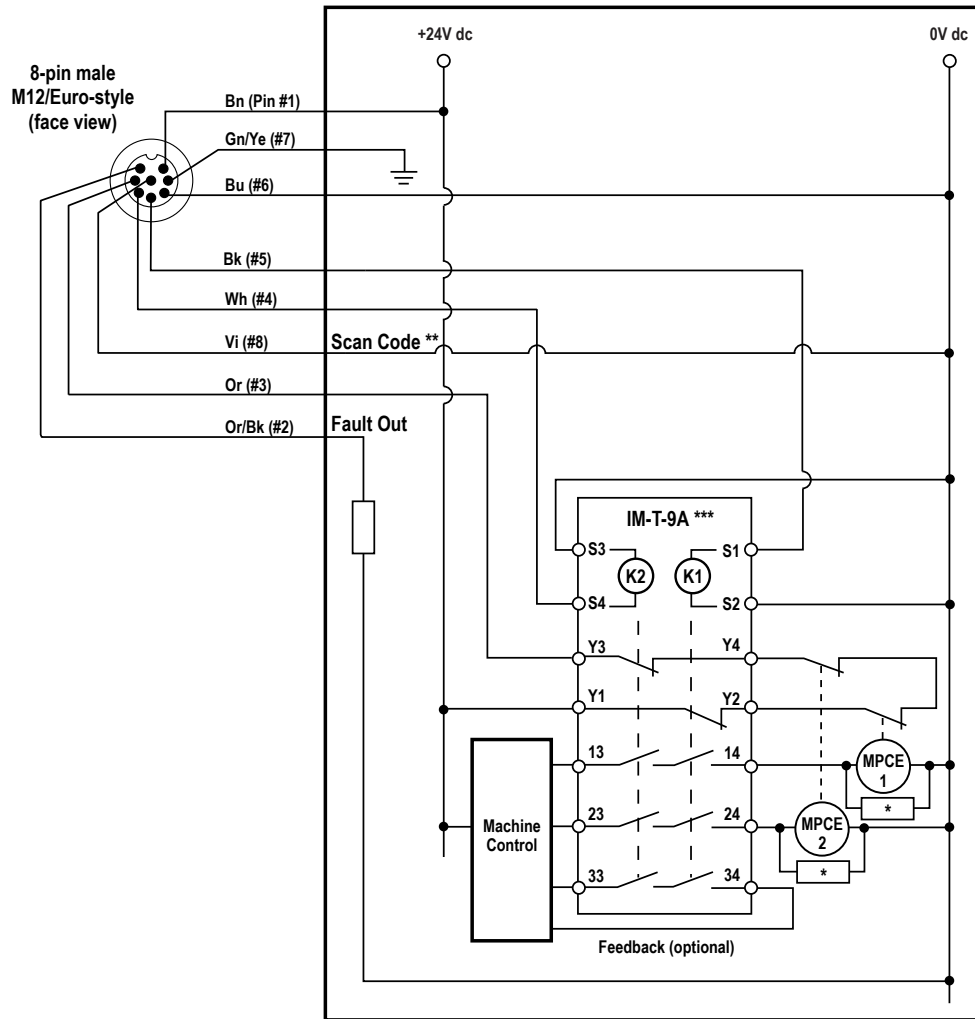 +24V dc
0V dc
8-pin male
M12/Euro-style
(face view)
Bn (Pin #1)
Gn/Ye (#7)
Bu (#6)
Bk (#5)
Wh (#4)
Vi (#8)
Scan Code **
Or (#3)
Or/Bk (#2)
Fault Out
IM-T-9A ***
S3
S1
K2
K1
S4
S2
Y3
Y4
Y1
Y2
13
14
MPCE
1
*
23
24
MPCE
2
*
Machine
Control
33
34
Feedback (optional)